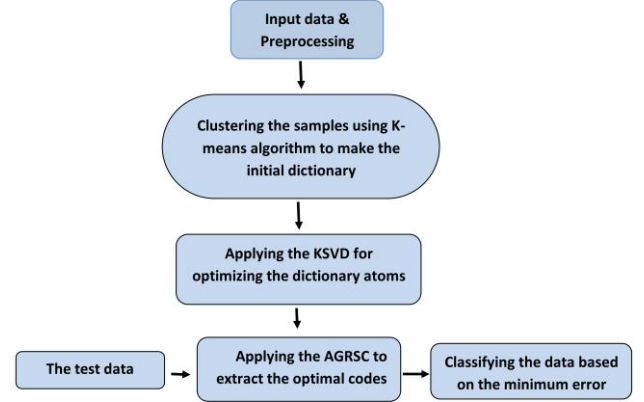 Input data &
Preprocessing
Clustering the samples using K-
means algorithm to make the
initial dictionary
Applying the KSVD for
optimizing the dictionary atoms
The test data
Applying the AGRSC to
extract the optimal codes
Classifying the data based
on the minimum error